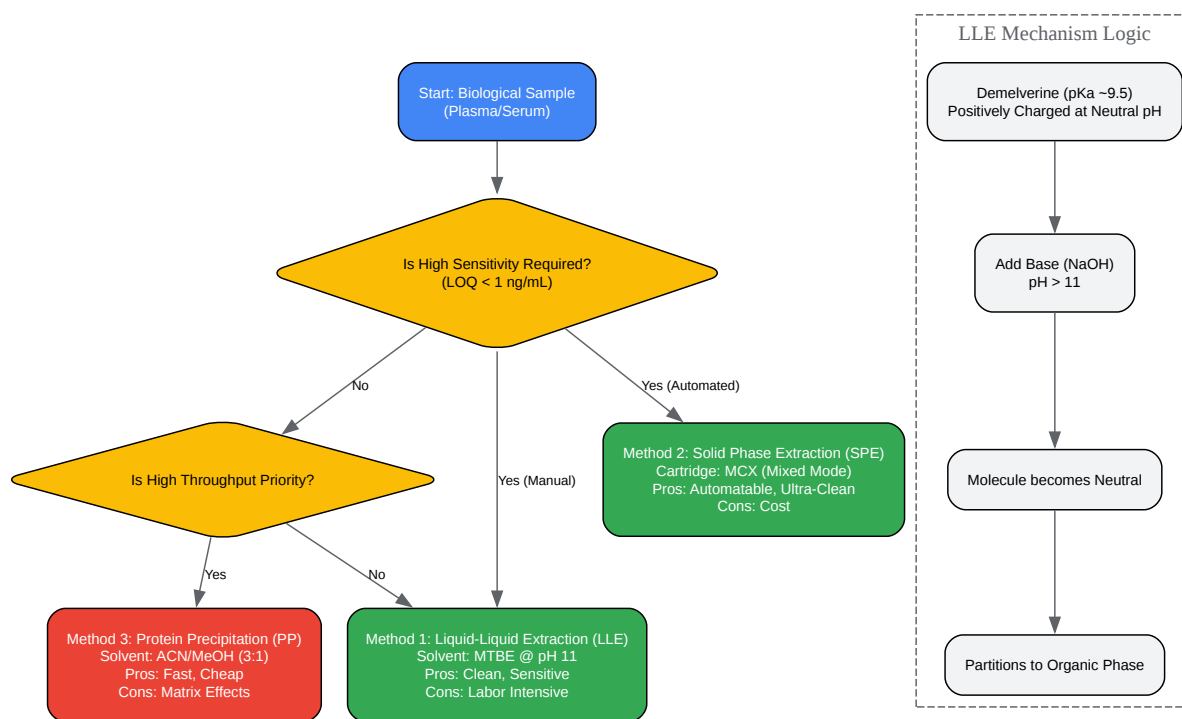 LLE Mechanism Logic
Start: Biological Sample
(Plasma/Serum)
Demelverine (pKa ~9.5)
Positively Charged at Neutral pH
Is High Sensitivity Required?
(LOQ < 1 ng/mL)
Add Base (NaOH)
pH > 11
No
Yes (Automated)
Yes (Manual)
Is High Throughput Priority?
Method 2: Solid Phase Extraction (SPE)
Cartridge: MCX (Mixed Mode)
Pros: Automatable, Ultra-Clean
Cons: Cost
Molecule becomes Neutral
Yes
No
Method 3: Protein Precipitation (PP)
Solvent: ACN/MeOH (3:1)
Pros: Fast, Cheap
Cons: Matrix Effects
Method 1: Liquid-Liquid Extraction (LLE)
Solvent: MTBE @ pH 11
Pros: Clean, Sensitive
Cons: Labor Intensive
Partitions to Organic Phase